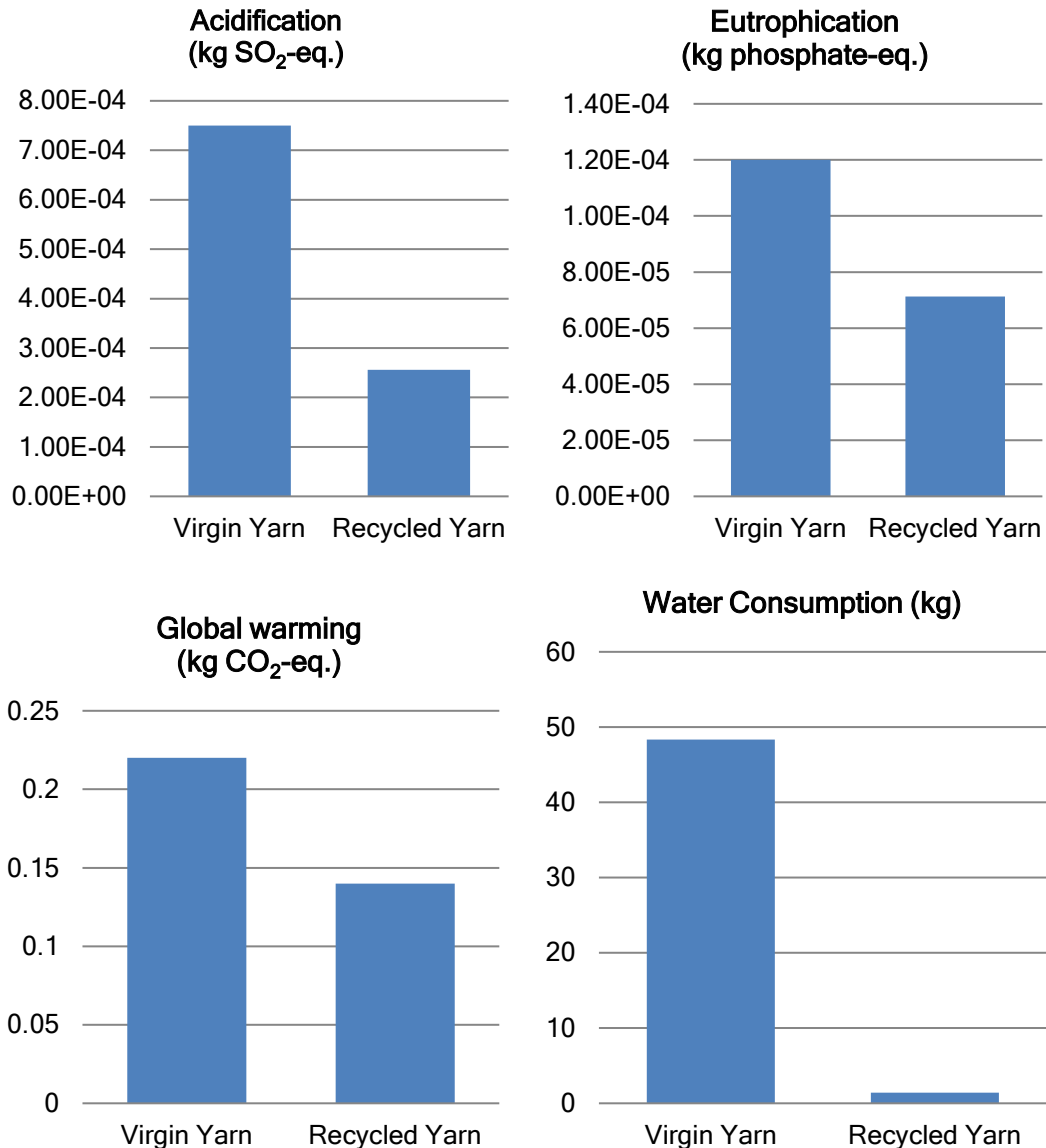 Acidification
(kg SO₂-eq.)
8.00E-04
7.00E-04
6.00E-04
5.00E-04
4.00E-04
3.00E-04
2.00E-04
1.00E-04
0.00E+00
Virgin Yarn Recycled Yarn
Eutrophication
(kg phosphate-eq.)
1.40E-04
1.20E-04
1.00E-04
8.00E-05
6.00E-05
4.00E-05
2.00E-05
0.00E+00
Virgin Yarn Recycled Yarn
Global warming
(kg CO₂-eq.)
0.25
0.2
0.15
0.1
0.05
0
Virgin Yarn Recycled Yarn
Water Consumption (kg)
60
50
40
30
20
10
0
Virgin Yarn Recycled Yarn